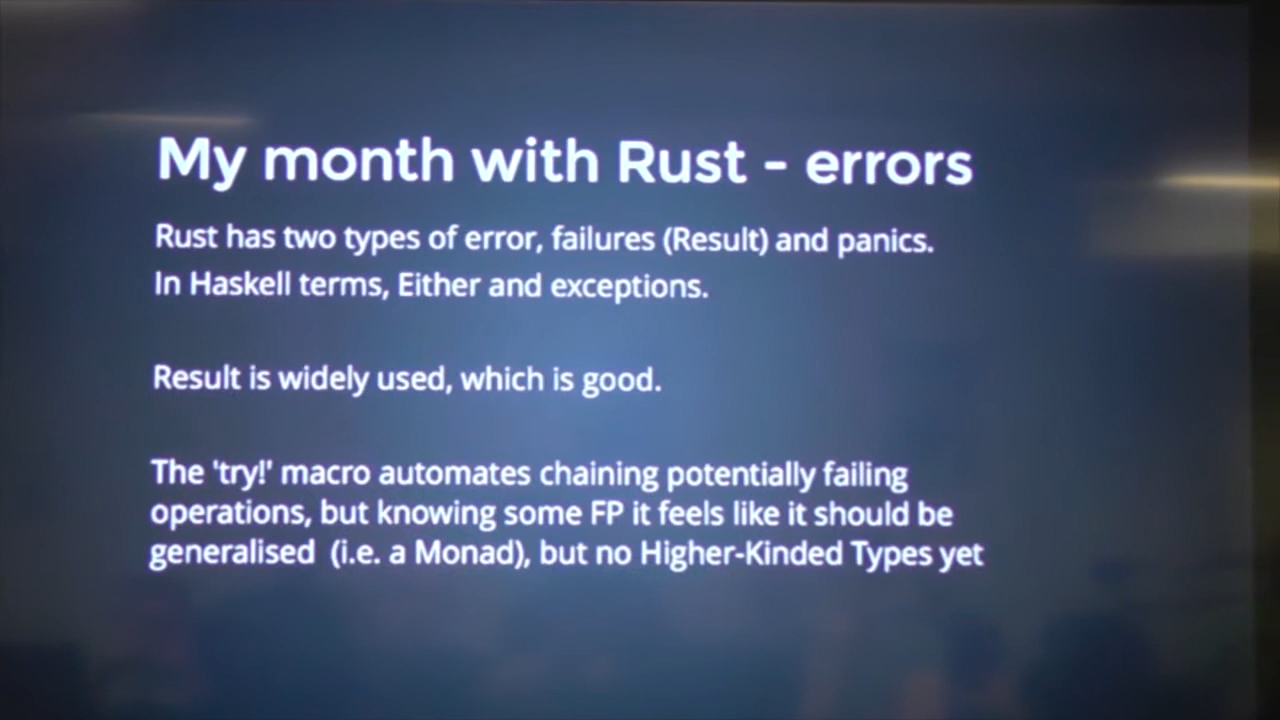 My month with Rust - errors
Rust has two types of error, failures (Result) and panics.
In Haskell terms, Either and exceptions.
Result is widely used, which is good.
The 'try!' macro automates chaining potentially failing
operations, but knowing some FP it feels like it should be
generalised  (i.e. a Monad), but no Higher-Kinded Types yet